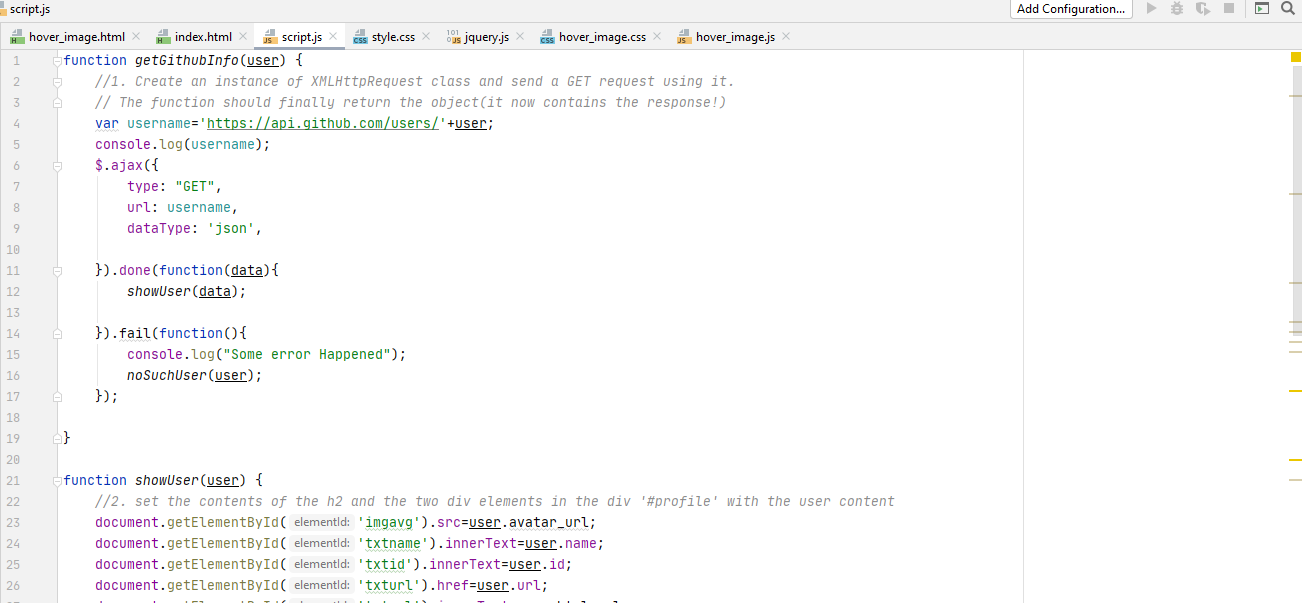 script.js
Add Configuration...
hover_image.html
index.html
script.js
style.css
jquery.js
hover_image.css
hover_image.js
1 function getGithubInfo(user) {
2 //1. Create an instance of XMLHttpRequest class and send a GET request using it.
3 // The function should finally return the object(it now contains the response!)
4 var username='https://api.github.com/users/'+user;
5 console.log(username);
6 $.ajax({
7 type: "GET",
8 url: username,
9 dataType: 'json',
10
11 }).done(function(data){
12 showUser(data);
13
14 }).fail(function(){
15 console.log("Some error Happened");
16 noSuchUser(user);
17 });
18
19 }
20
21 function showUser(user) {
22 //2. set the contents of the h2 and the two div elements in the div '#profile' with the user content
23 document.getElementById( elementId: 'imgavg').src=user.avatar_url;
24 document.getElementById( elementId: 'txtname').innerText=user.name;
25 document.getElementById( elementId: 'txtid').innerText=user.id;
26 document.getElementById( elementId: 'txturl').href=user.url;